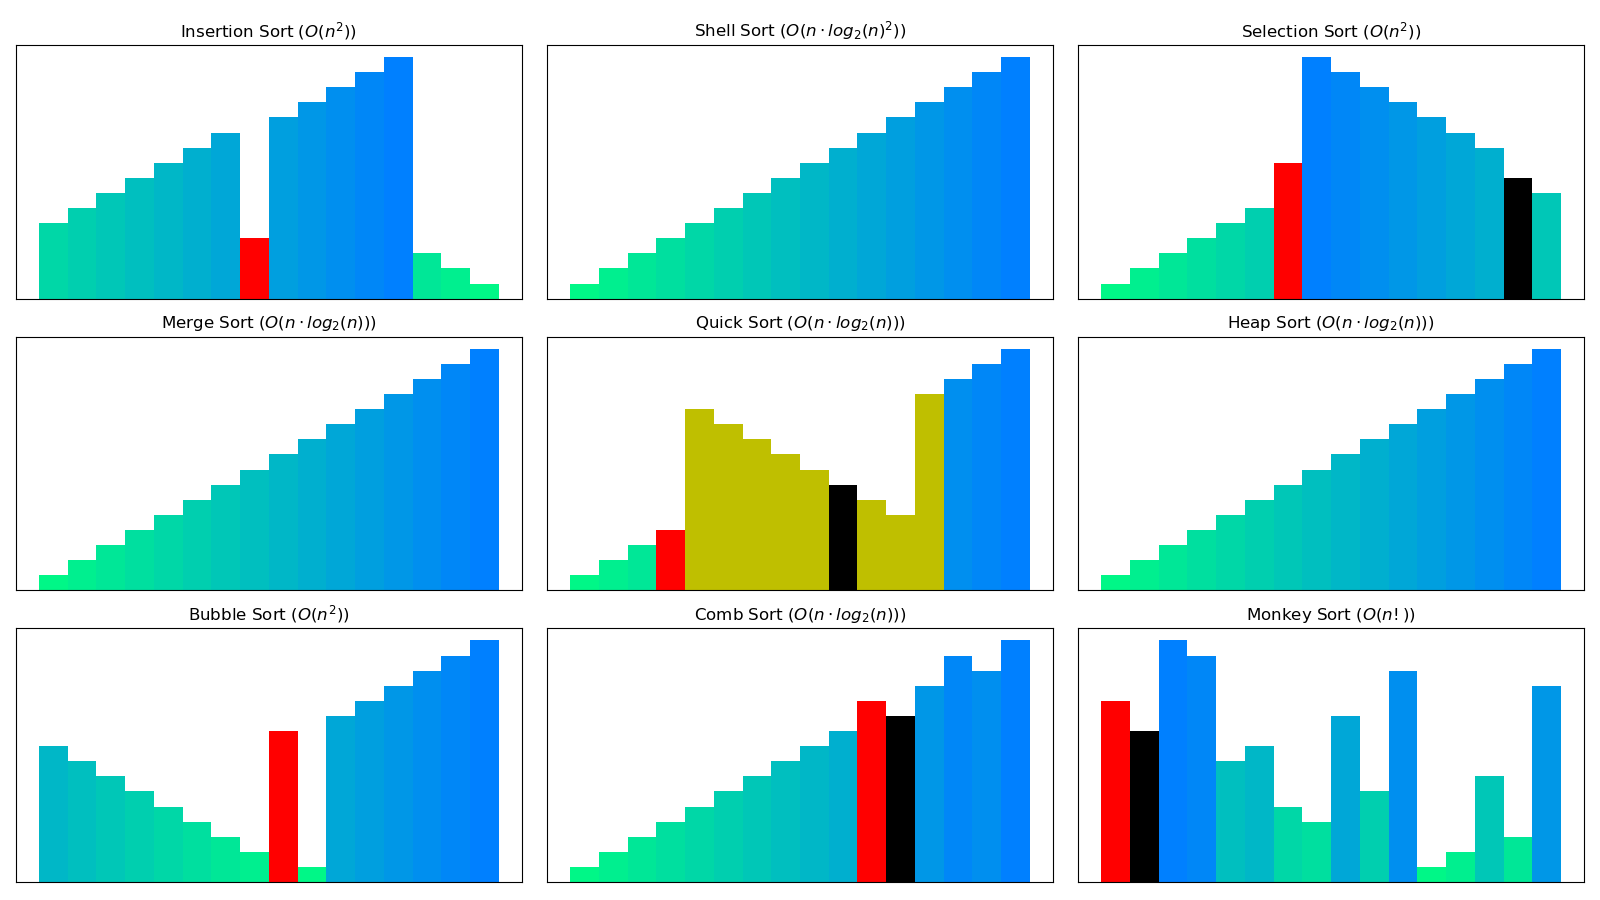 Insertion Sort (O(n²))
Shell Sort (O(n · log₂(n)²))
Selection Sort (O(n²))
Merge Sort (O(n · log₂(n)))
Quick Sort (O(n · log₂(n)))
Heap Sort (O(n · log₂(n)))
Bubble Sort (O(n²))
Comb Sort (O(n · log₂(n)))
Monkey Sort (O(n!))